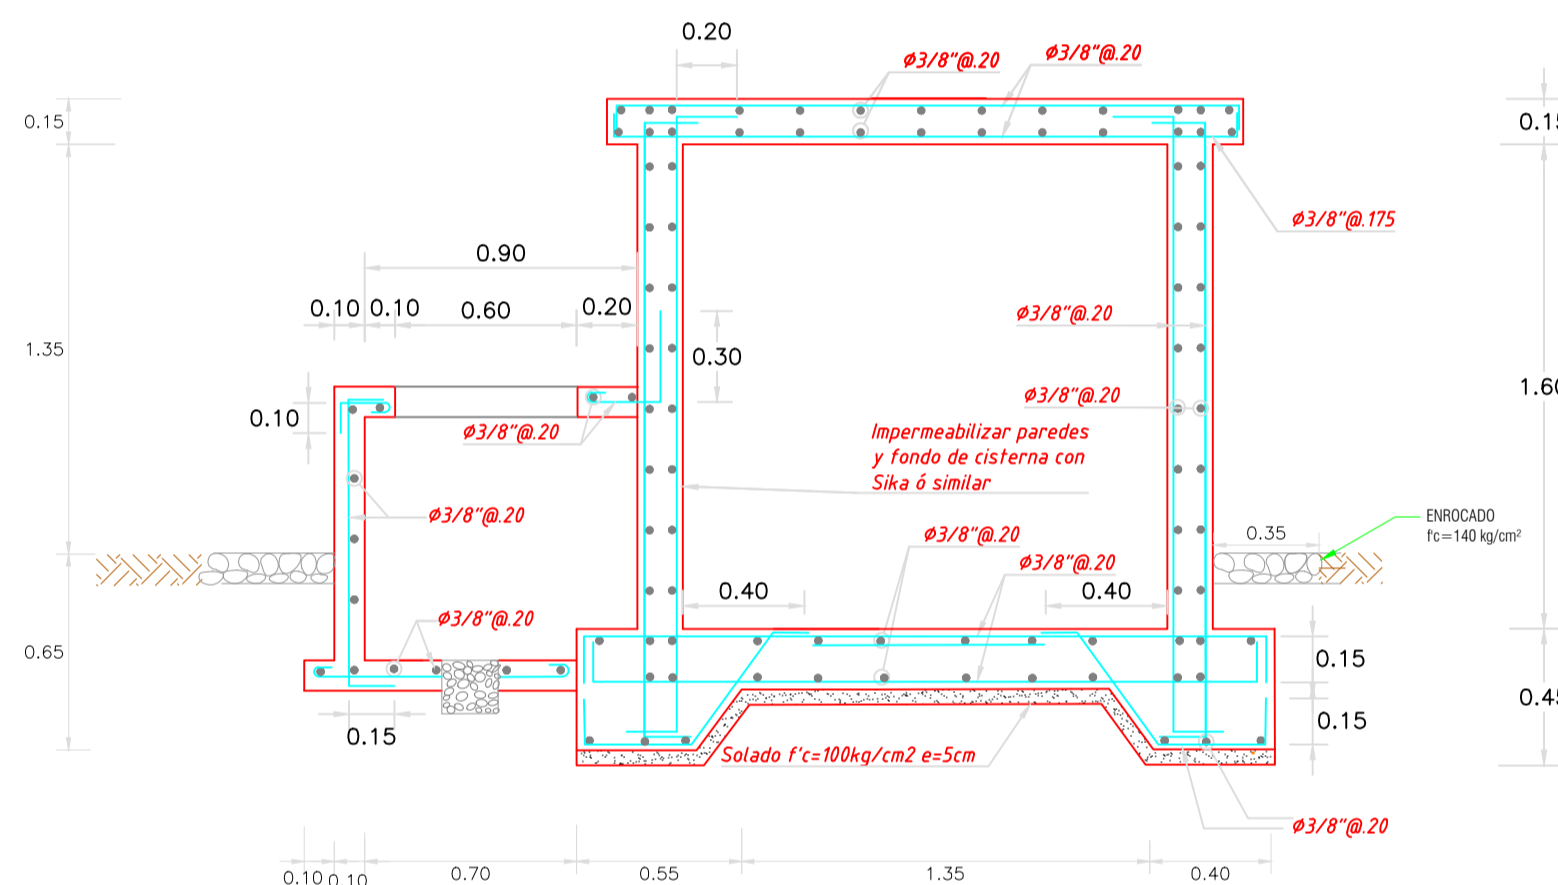 0.20
Ø3/8"@.20
Ø3/8"@.20
0.15
0.15
Ø3/8"@.175
0.90
0.10
0.10
0.60
0.20
Ø3/8"@.20
1.35
0.30
1.60
Ø3/8"@.20
0.10
Ø3/8"@.20
Impermeabilizar paredes
y fondo de cisterna con
Sika ó similar
Ø3/8"@.20
ENROCADO
f'c=140 kg/cm²
Ø3/8"@.20
0.35
Ø3/8"@.20
0.40
0.40
Ø3/8"@.20
0.65
0.15
0.45
0.15
0.15
Solado f'c=100kg/cm2 e=5cm
Ø3/8"@.20
0.10
0.10
0.70
0.55
1.35
0.40